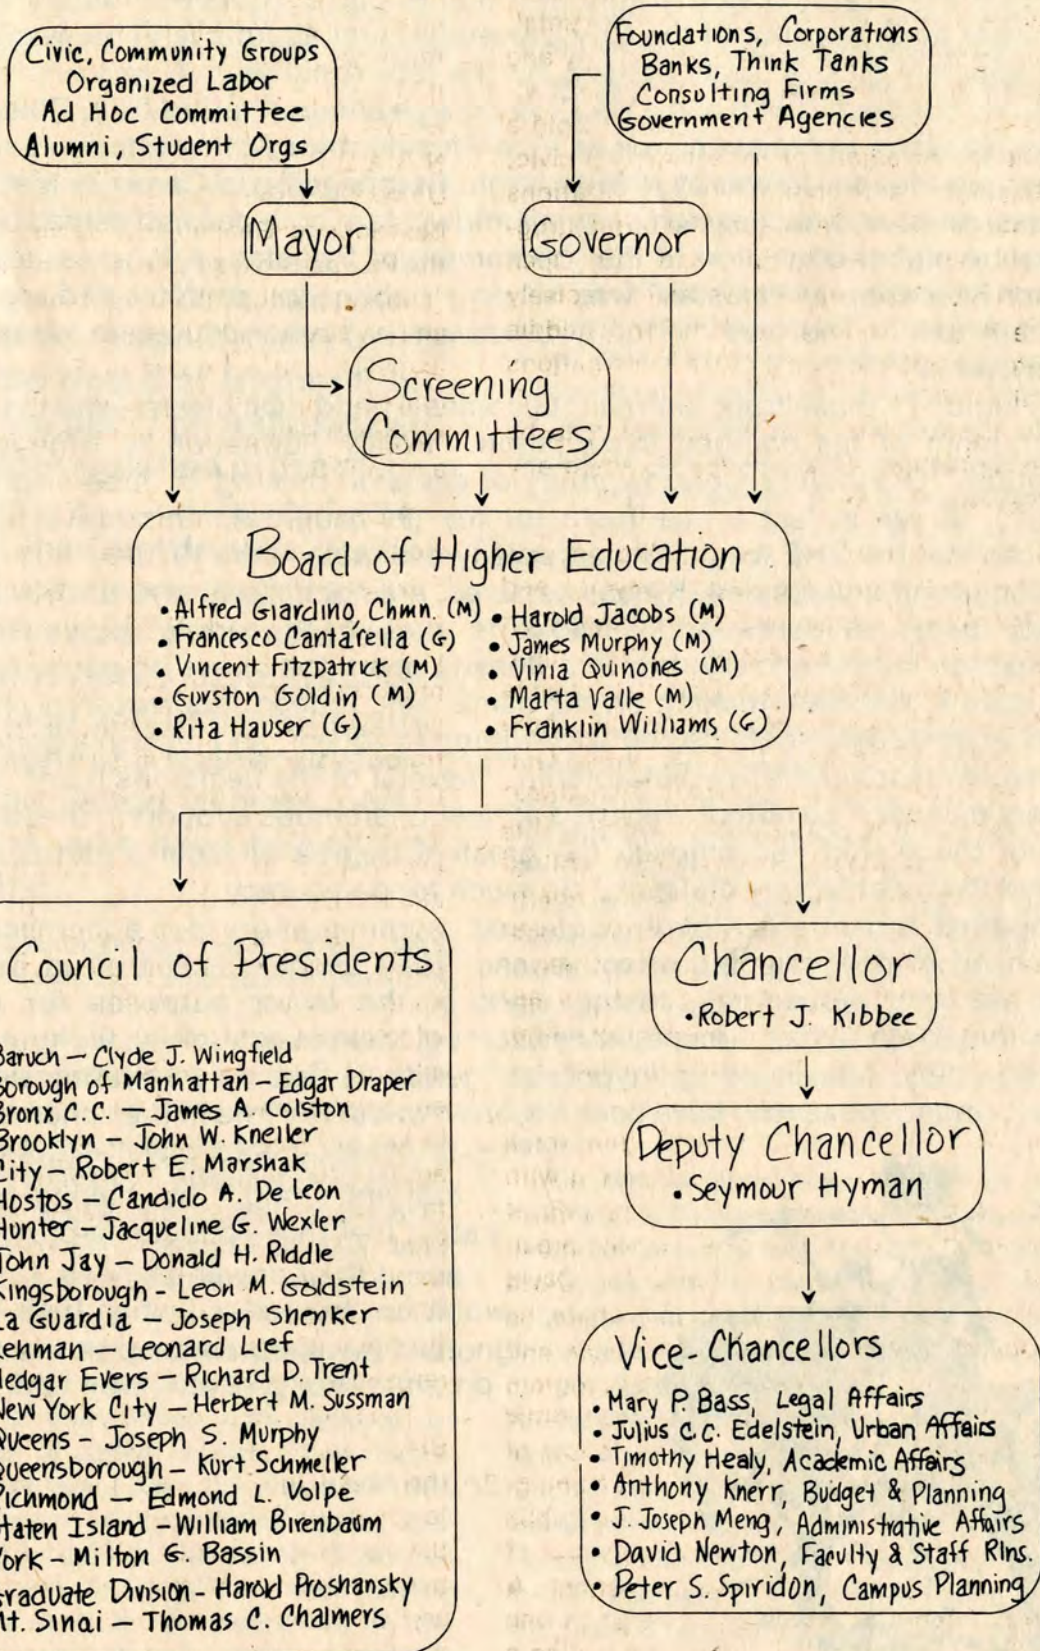 Civic, Community Groups
Organized Labor
Ad Hoc Committee
Alumni, Student Orgs
Foundations, Corporations
Banks, Think Tanks
Consulting Firms
Government Agencies
Mayor
Governor
Screening
Committees
Board of Higher Education
• Alfred Giardino, Chmn. (M)
• Francesco Cantarella (G)
• Vincent Fitzpatrick (M)
• Gurston Goldin (M)
• Rita Hauser (G)
• Harold Jacobs (M)
• James Murphy (M)
• Vinia Quinones (M)
• Marta Valle (M)
• Franklin Williams (G)
Council of Presidents
Baruch — Clyde J. Wingfield
Borough of Manhattan — Edgar Draper
Bronx C.C. — James A. Colston
Brooklyn — John W. Kneller
City — Robert E. Marshak
Hostos — Candido A. De Leon
Hunter — Jacqueline G. Wexler
John Jay — Donald H. Riddle
Kingsborough - Leon M. Goldstein
La Guardia — Joseph Shenker
Lehman — Leonard Lief
Medgar Evers — Richard D. Trent
New York City — Herbert M. Sussman
Queens - Joseph S. Murphy
Queensborough — Kurt Schmeller
Richmond — Edmond L. Volpe
Staten Island — William Birenbaum
York - Milton G. Bassin
Graduate Division - Harold Proshansky
Mt. Sinai — Thomas C. Chalmers
Chancellor
• Robert J. Kibbee
Deputy Chancellor
• Seymour Hyman
Vice-Chancellors
• Mary P. Bass, Legal Affairs
• Julius C.C. Edelstein, Urban Affairs
• Timothy Healy, Academic Affairs
• Anthony Knerr, Budget & Planning
• J. Joseph Meng, Administrative Affairs
• David Newton, Faculty & Staff Rlns.
• Peter S. Spiridon, Campus Planning